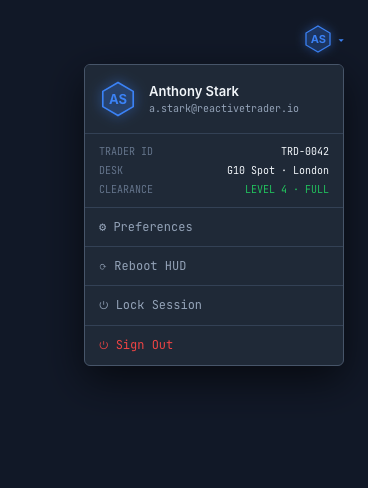 AS
AS
Anthony Stark
a.stark@reactivetrader.io
TRADER ID TRD-0042
DESK G10 Spot · London
CLEARANCE LEVEL 4 · FULL
⚙ Preferences
⟳ Reboot HUD
⏻ Lock Session
⏻ Sign Out